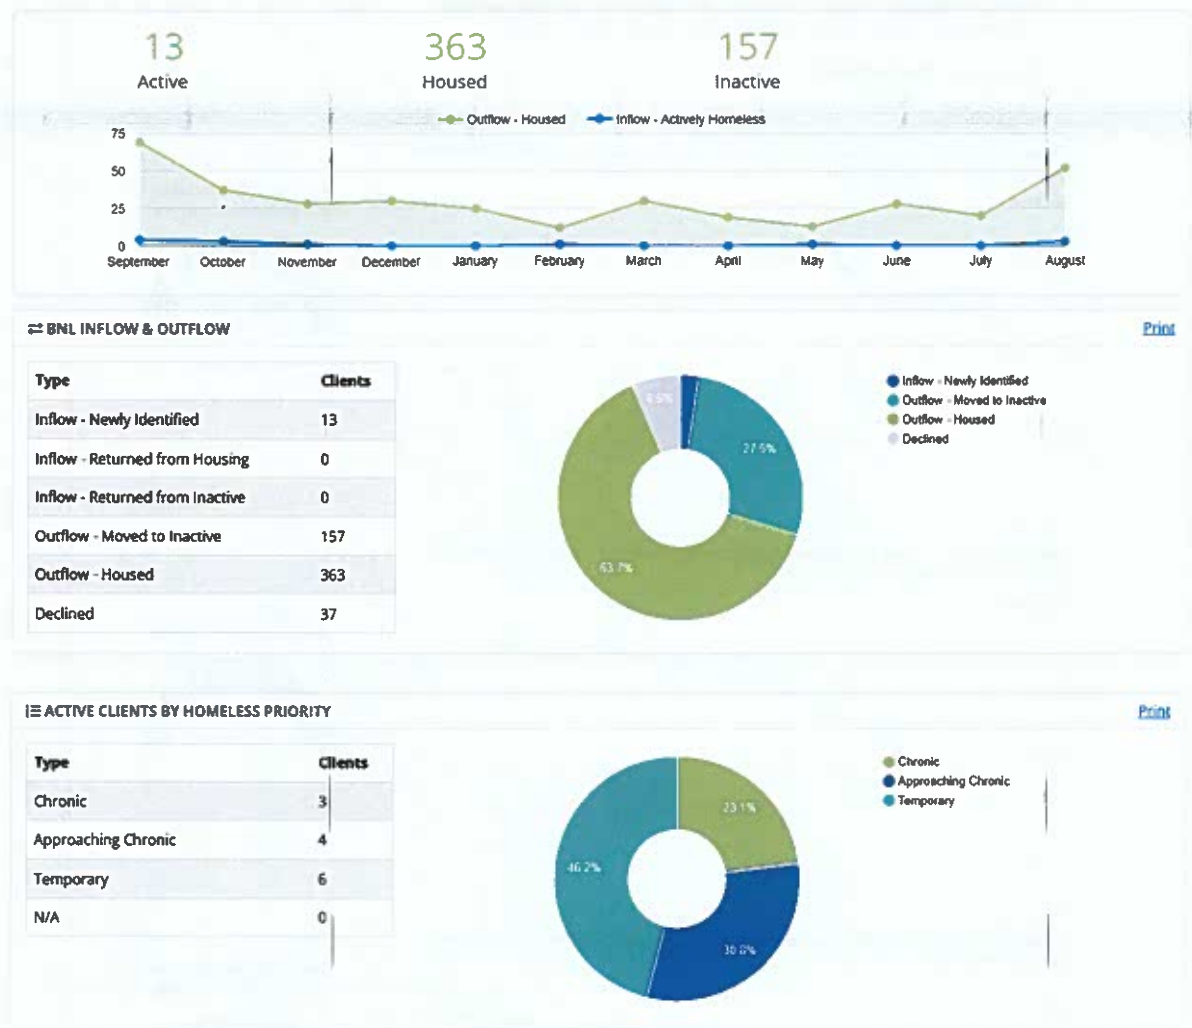 13 363 157
Active Housed Inactive
Outflow - Housed Inflow - Actively Homeless
75
50
25
0
September October November December January February March April May June July August
BNL INFLOW & OUTFLOW Print
Type Clients
Inflow - Newly Identified 13
Inflow - Returned from Housing 0
Inflow - Returned from Inactive 0
Outflow - Moved to Inactive 157
Outflow - Housed 363
Declined 37
6.5%
27.5%
63.7%
Inflow - Newly Identified
Outflow - Moved to Inactive
Outflow - Housed
Declined
ACTIVE CLIENTS BY HOMELESS PRIORITY Print
Type Clients
Chronic 3
Approaching Chronic 4
Temporary 6
N/A 0
23.1%
46.2%
30.8%
Chronic
Approaching Chronic
Temporary